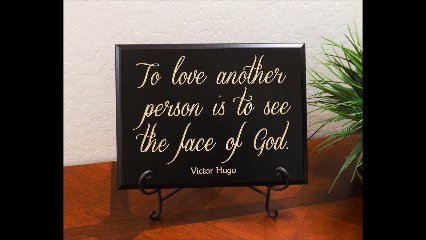 To love another
person is to see
the face of God.
Victor Hugo